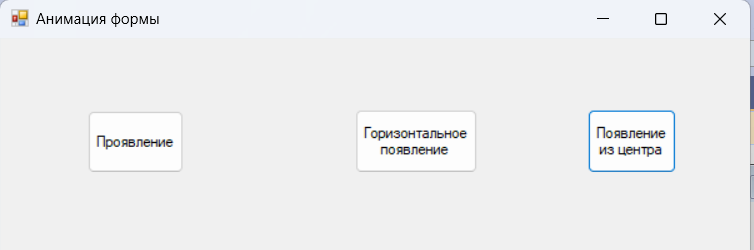 Анимация формы
Проявление
Горизонтальное
появление
Появление
из центра